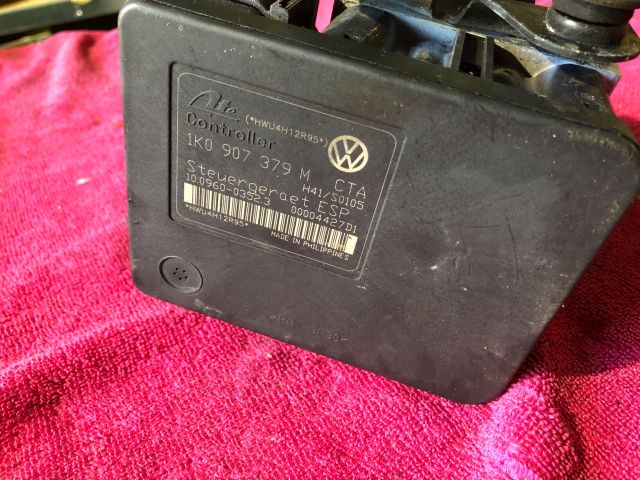 Ate (*HWU4H12R95*)
Controller
1K0 907 379 M CTA
H41/S0105
Steuergeraet ESP
10.0960-0352.3 00004427D1
*HWU4H12R95*
MADE IN PHILIPPINES